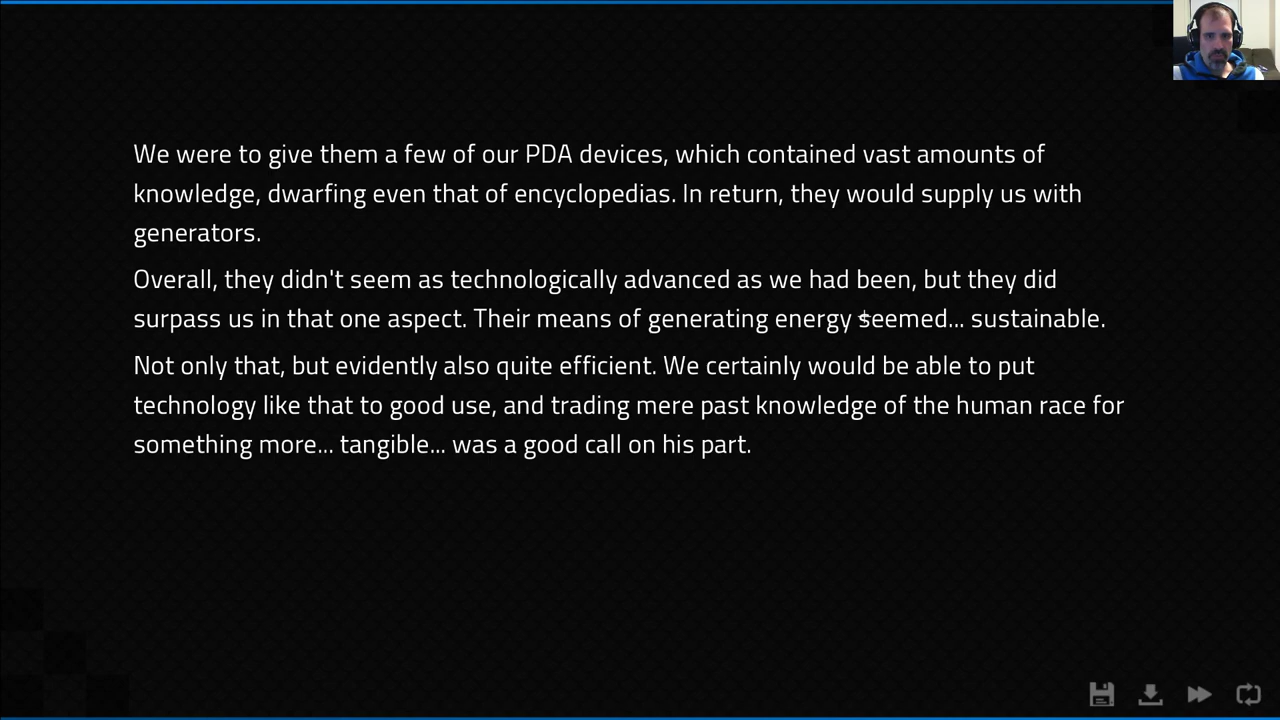 We were to give them a few of our PDA devices, which contained vast amounts of
knowledge, dwarfing even that of encyclopedias. In return, they would supply us with
generators.
Overall, they didn't seem as technologically advanced as we had been, but they did
surpass us in that one aspect. Their means of generating energy seemed... sustainable.
Not only that, but evidently also quite efficient. We certainly would be able to put
technology like that to good use, and trading mere past knowledge of the human race for
something more... tangible... was a good call on his part.